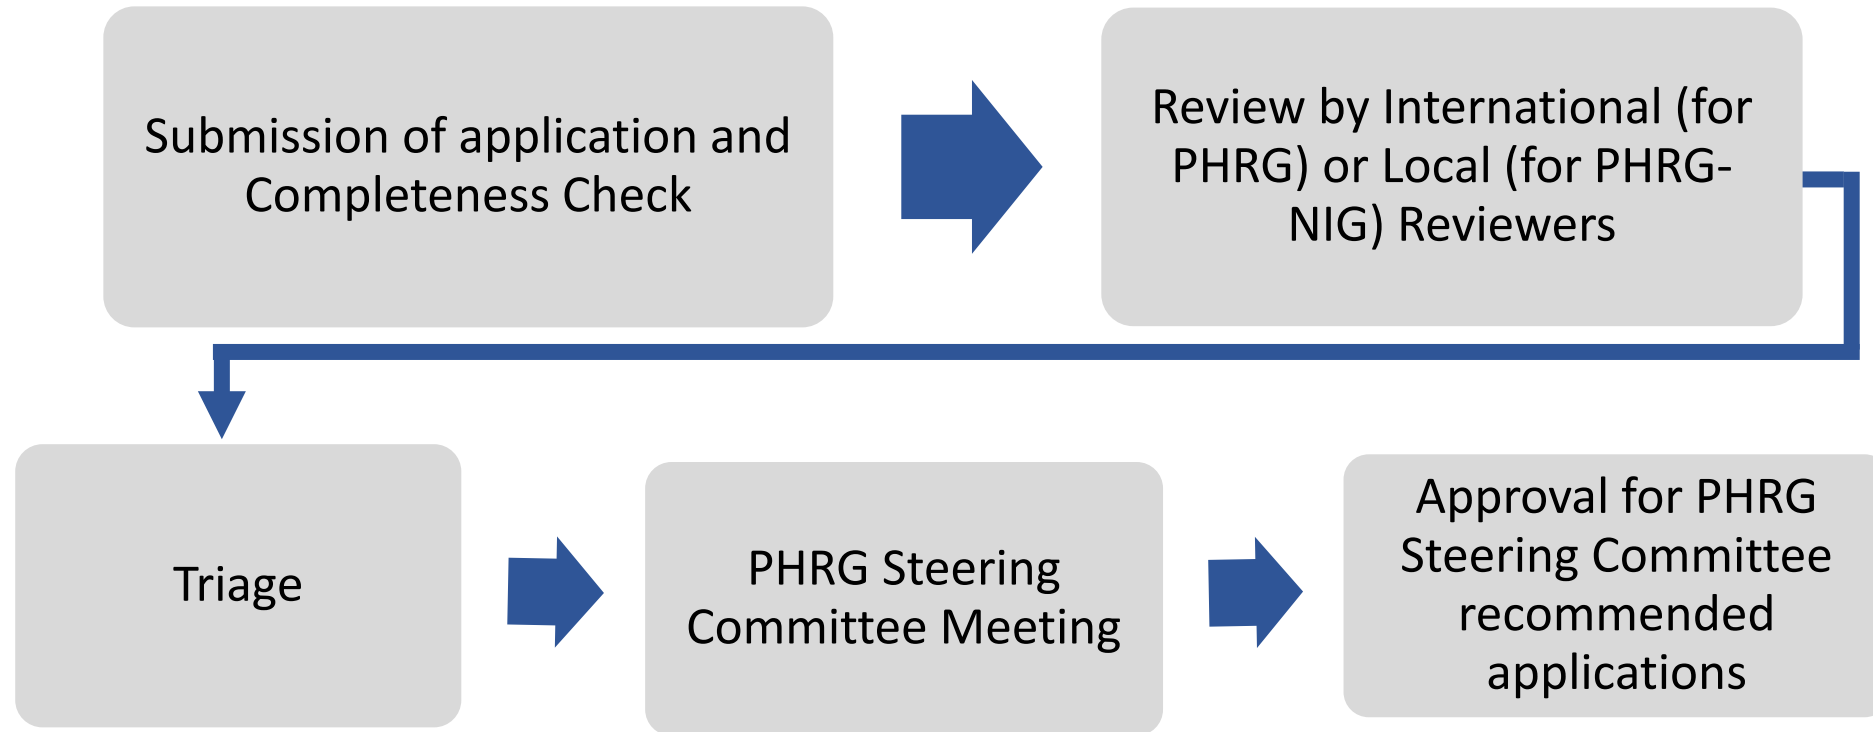 Submission of application and
Completeness Check
Review by International (for
PHRG) or Local (for PHRG-
NIG) Reviewers
Triage
PHRG Steering
Committee Meeting
Approval for PHRG
Steering Committee
recommended
applications